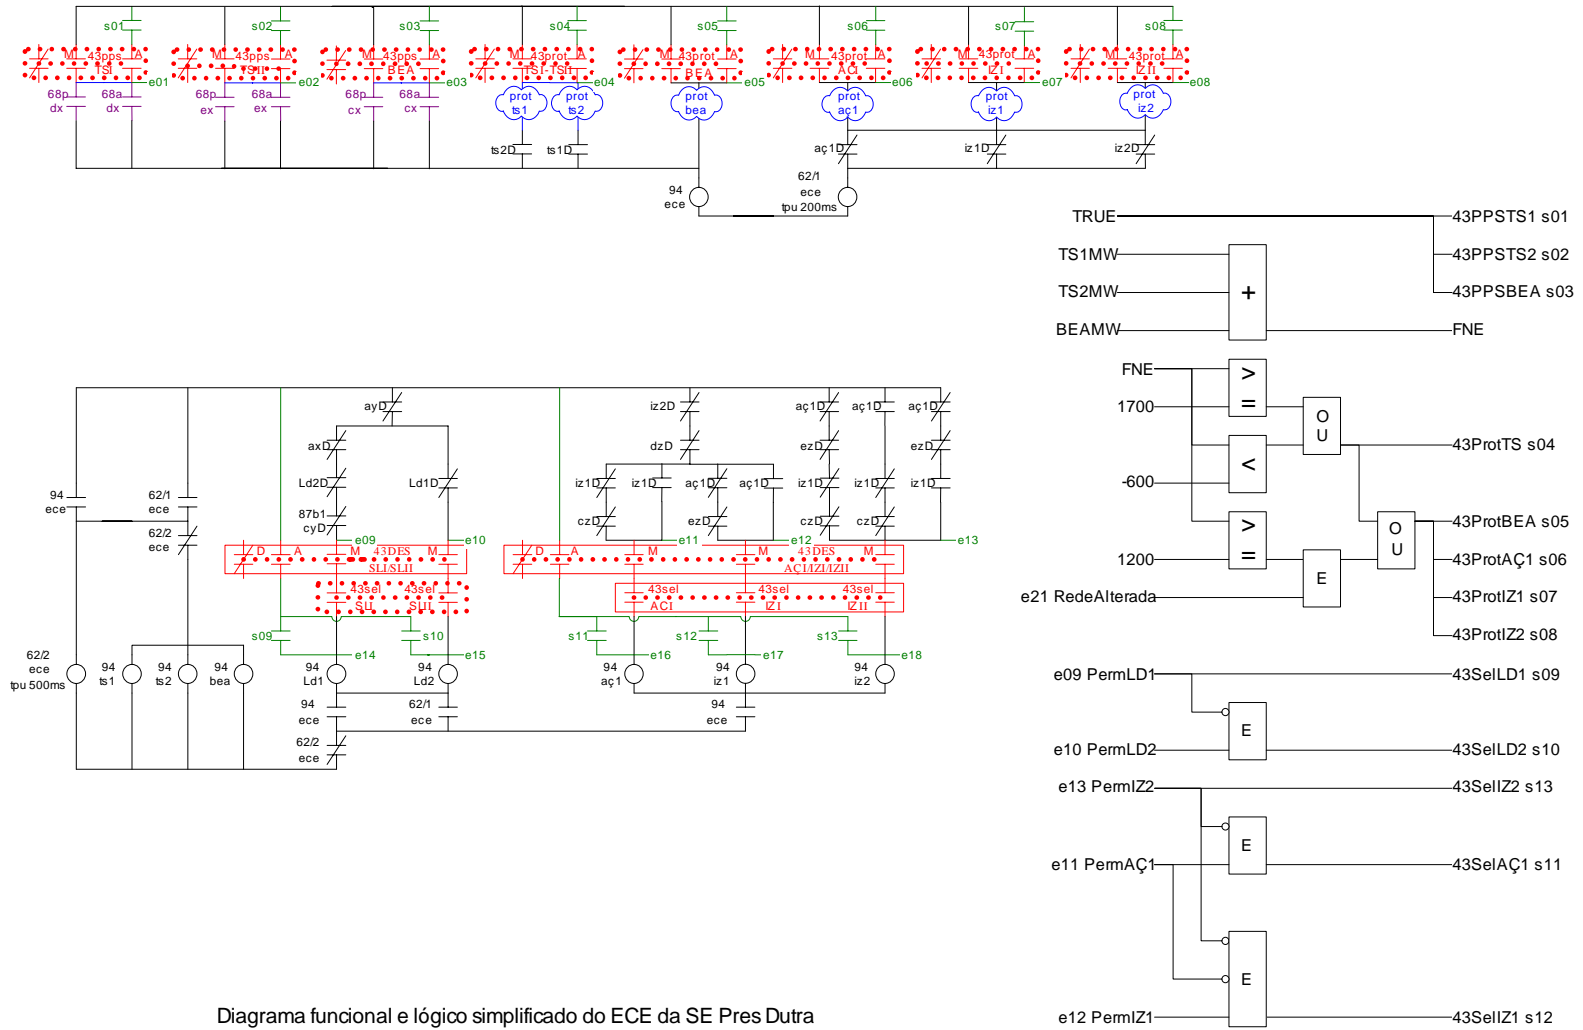 s01 s02 s03 s04 s05 s06 s07 s08
M 43pps A M 43pps A M 43pps A M 43prot A M 43prot A M 43prot A M 43prot A M 43prot A
TSI TSII BEA TSI-TSII BEA ACI IZI IZII
e01 e02 e03 e04 e05 e06 e07 e08
68p 68a 68p 68a 68p 68a prot prot prot prot prot prot
dx dx ex ex cx cx ts1 ts2 bea aç1 iz1 iz2
ts2D ts1D aç1D iz1D iz2D
94
ece
62/1
ece
tpu 200ms
TRUE 43PPSTS1 s01
TS1MW 43PPSTS2 s02
TS2MW + 43PPSBEA s03
BEAMW FNE
FNE >
1700 =
O
U
43ProtTS s04
<
-600
>
=
1200
O
U
43ProtBEA s05
43ProtAÇ1 s06
e21 RedeAlterada E 43ProtIZ1 s07
43ProtIZ2 s08
e09 PermLD1 43SelLD1 s09
E
e10 PermLD2 43SelLD2 s10
e13 PermIZ2 43SelIZ2 s13
E
e11 PermAÇ1 43SelAÇ1 s11
E
e12 PermIZ1 43SelIZ1 s12
ayD iz2D aç1D aç1D aç1D
axD dzD ezD ezD
Ld2D Ld1D iz1D iz1D aç1D aç1D iz1D iz1D iz1D
94
ece
62/1
ece
62/2
ece
87b1
cyD
czD ezD czD czD
e09 e10 e11 e12 e13
D A M 43DES M D A M M 43DES M
SLI/SLII AÇI/IZI/IZII
43sel 43sel 43sel 43sel
SLI SLII ACI IZI IZII
s09 s10 s11 s12 s13
e14 e15 e16 e17 e18
62/2
ece
tpu 500ms
94 94 94 94 94 94 94 94
ts1 ts2 bea Ld1 Ld2 aç1 iz1 iz2
94 62/1 94
ece ece ece
62/2
ece
Diagrama funcional e lógico simplificado do ECE da SE Pres Dutra